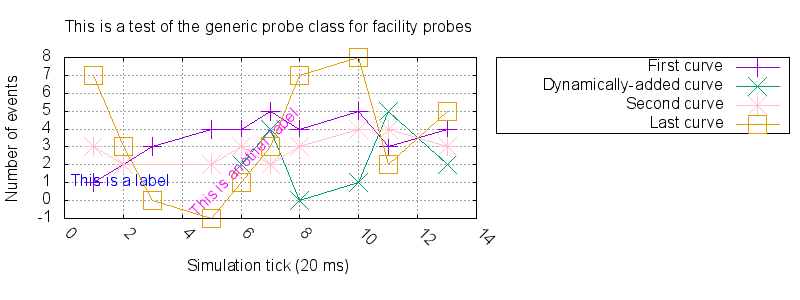 This is a test of the generic probe class for facility probes
Number of events
8
7
6
5
4
3
2
1
0
-1
This is a label
This is another label
0
2
4
6
8
10
12
14
Simulation tick (20 ms)
First curve
Dynamically-added curve
Second curve
Last curve